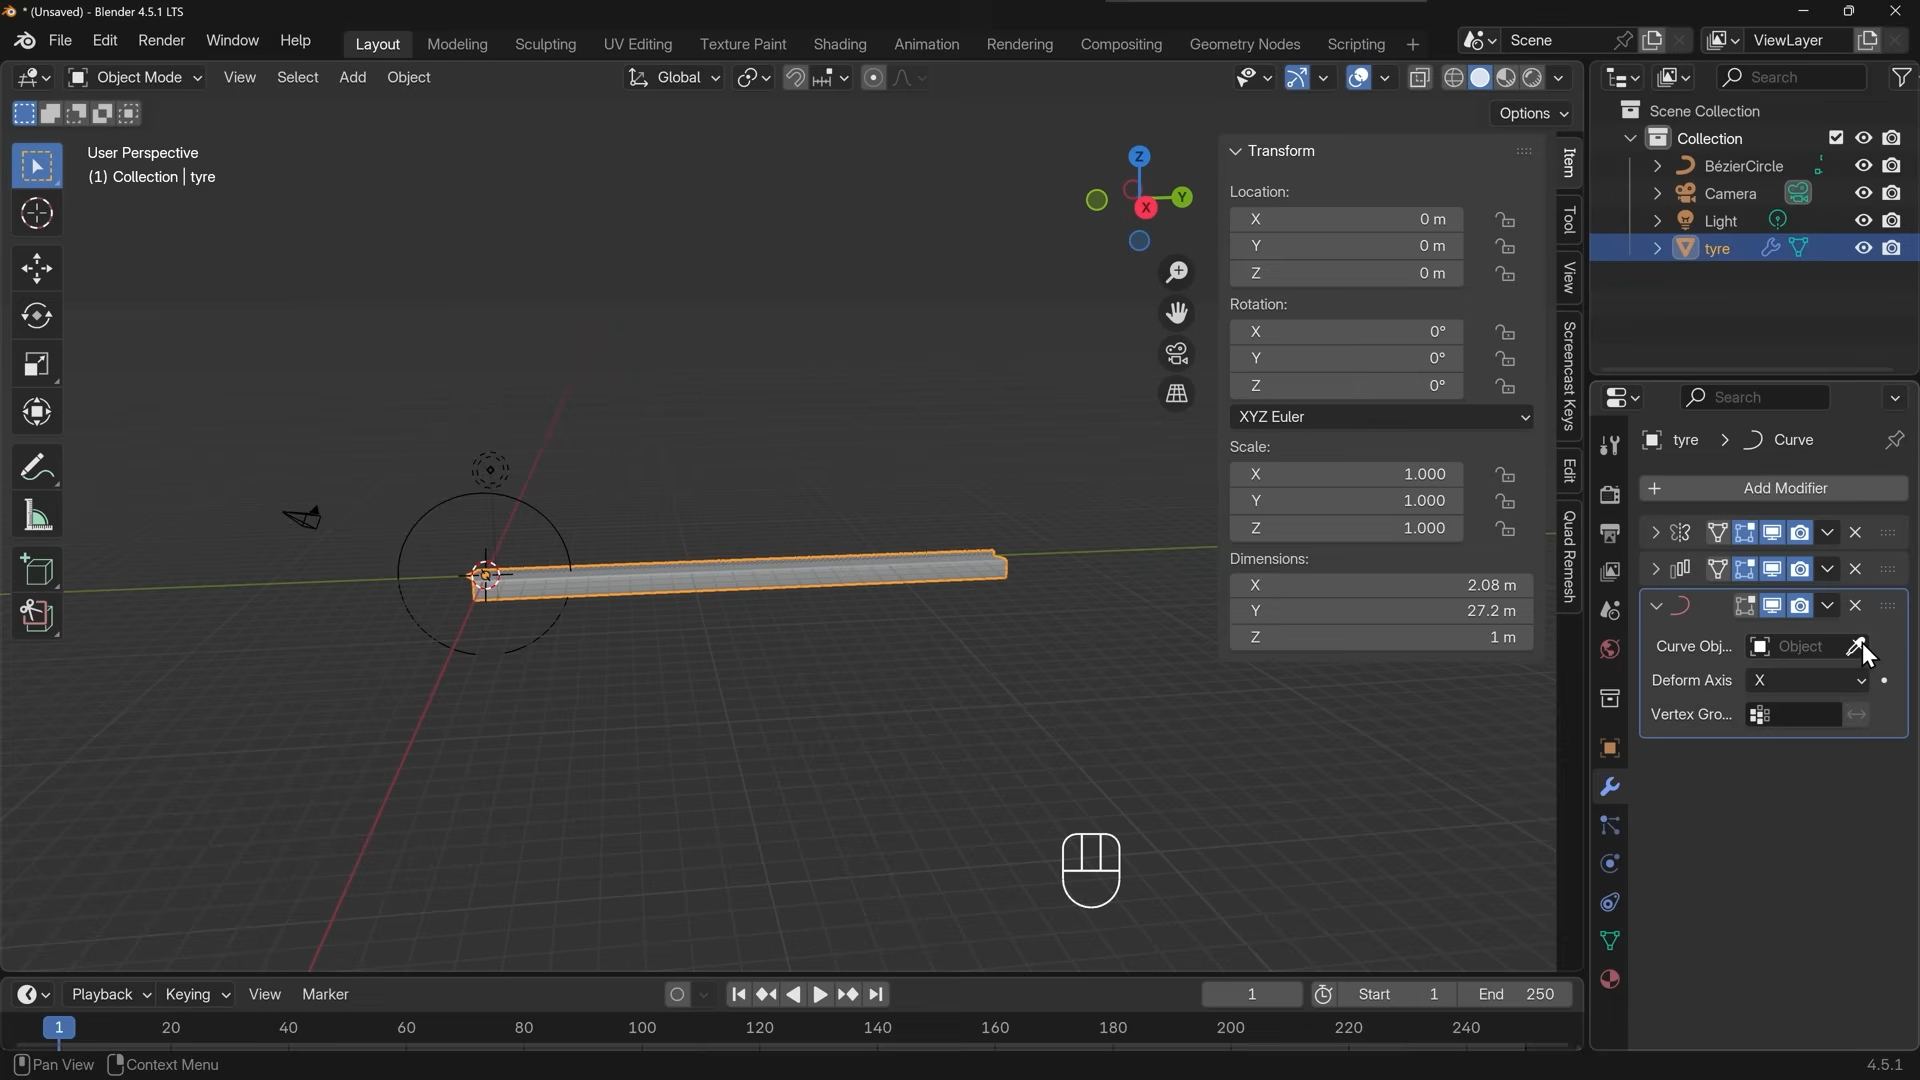 * (Unsaved) - Blender 4.5.1 LTS
File Edit Render Window Help
Layout Modeling Sculpting UV Editing Texture Paint Shading Animation Rendering Compositing Geometry Nodes Scripting
Scene
ViewLayer
Object Mode View Select Add Object
Global
Search
Options
User Perspective
(1) Collection | tyre
Z
Y
X
Transform
Location:
X 0 m
Y 0 m
Z 0 m
Rotation:
X 0°
Y 0°
Z 0°
XYZ Euler
Scale:
X 1.000
Y 1.000
Z 1.000
Dimensions:
X 2.08 m
Y 27.2 m
Z 1 m
Item
Tool
View
Screencast Keys
Edit
Quad Remesh
Scene Collection
Collection
BézierCircle
Camera
Light
tyre
Search
tyre Curve
Add Modifier
Curve Obj... Object
Deform Axis X
Vertex Gro...
Playback Keying View Marker
1 Start 1 End 250
1 20 40 60 80 100 120 140 160 180 200 220 240
Pan View Context Menu
4.5.1